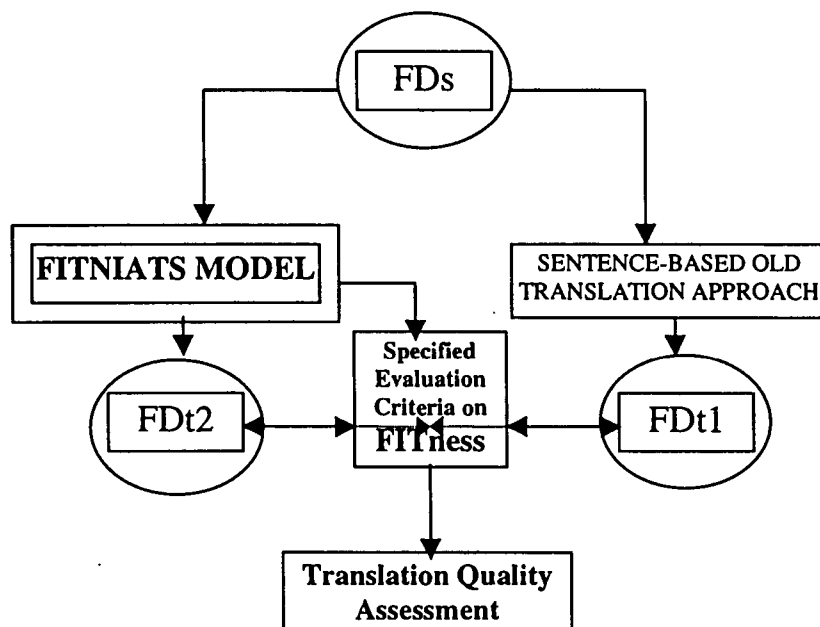 FDs
FITNIATS MODEL
SENTENCE-BASED OLD
TRANSLATION APPROACH
Specified
Evaluation
Criteria on
FITness
FDt2
FDt1
Translation Quality
Assessment